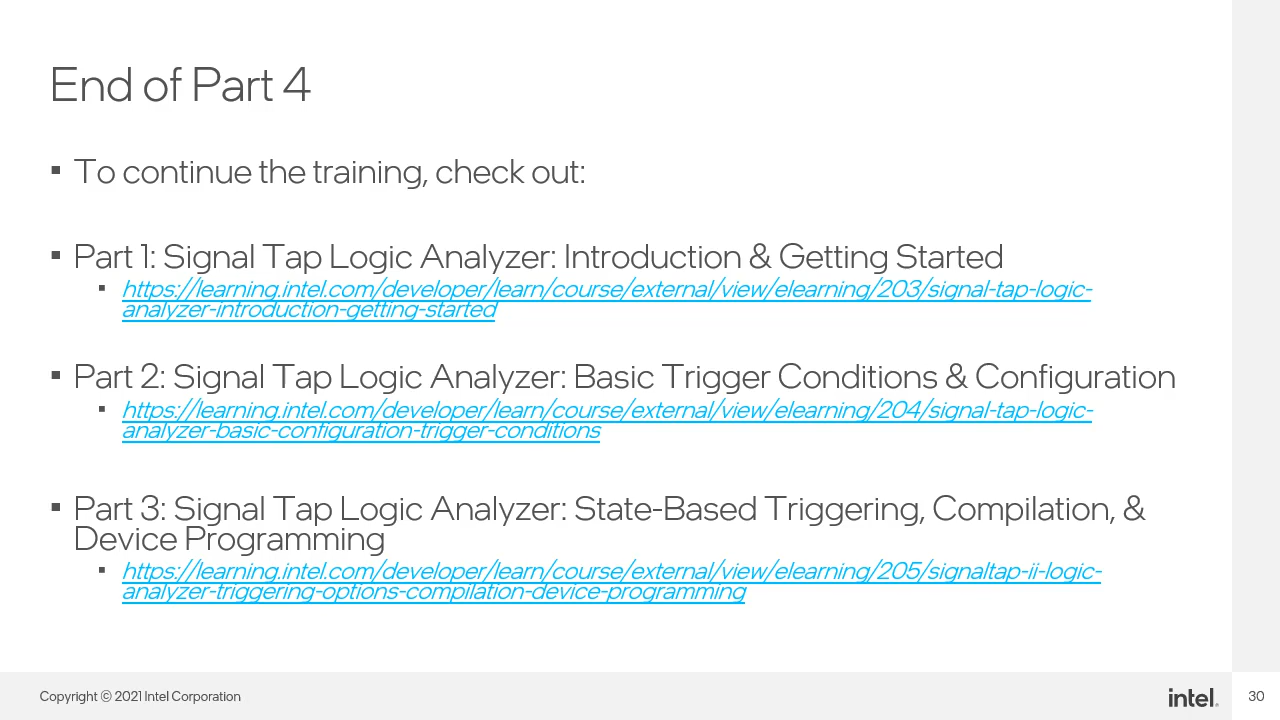 End of Part 4
▪ To continue the training, check out:
▪ Part 1: Signal Tap Logic Analyzer: Introduction & Getting Started
▪ https://learning.intel.com/developer/learn/course/external/view/elearning/203/signal-tap-logic-
analyzer-introduction-getting-started
▪ Part 2: Signal Tap Logic Analyzer: Basic Trigger Conditions & Configuration
▪ https://learning.intel.com/developer/learn/course/external/view/elearning/204/signal-tap-logic-
analyzer-basic-configuration-trigger-conditions
▪ Part 3: Signal Tap Logic Analyzer: State-Based Triggering, Compilation, &
Device Programming
▪ https://learning.intel.com/developer/learn/course/external/view/elearning/205/signaltap-ii-logic-
analyzer-triggering-options-compilation-device-programming
Copyright © 2021 Intel Corporation
intel.
30